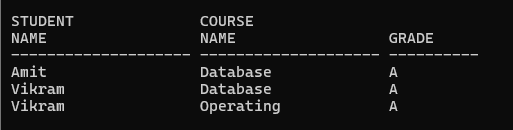 STUDENT              COURSE
NAME                 NAME                 GRADE
-------------------- -------------------- ----------
Amit                 Database             A
Vikram               Database             A
Vikram               Operating            A